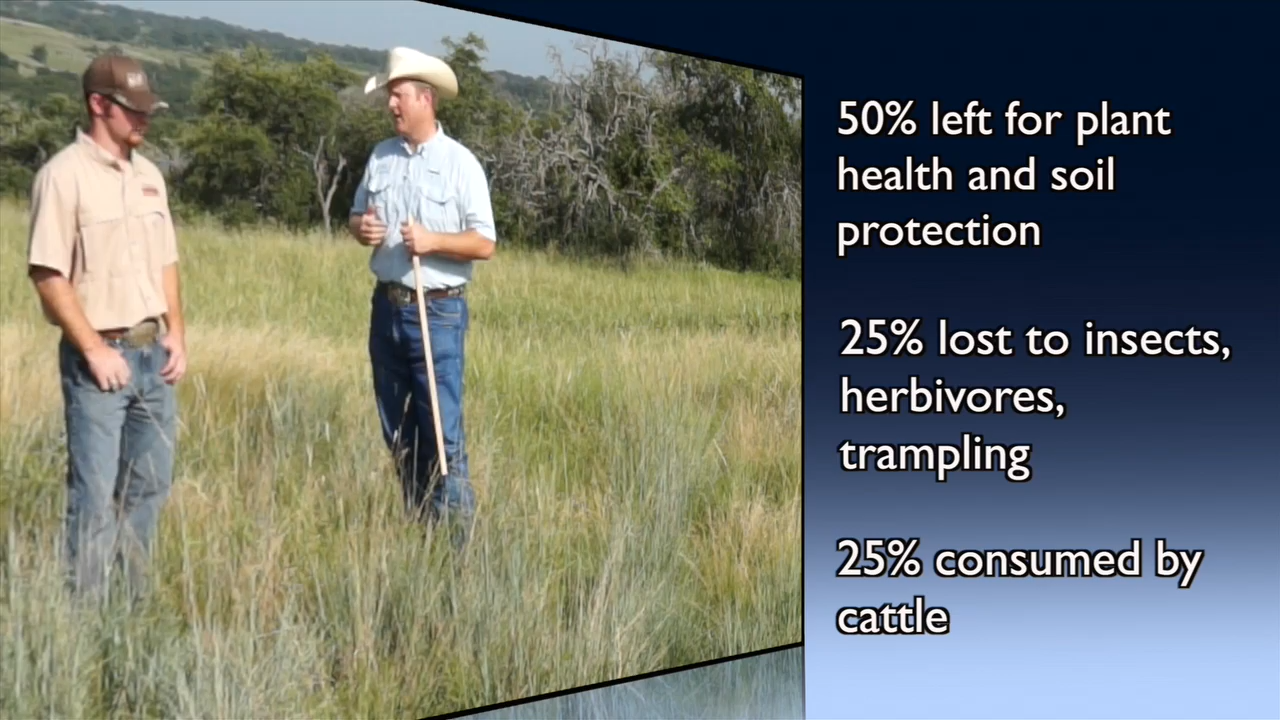 50% left for plant
health and soil
protection
25% lost to insects,
herbivores,
trampling
25% consumed by
cattle